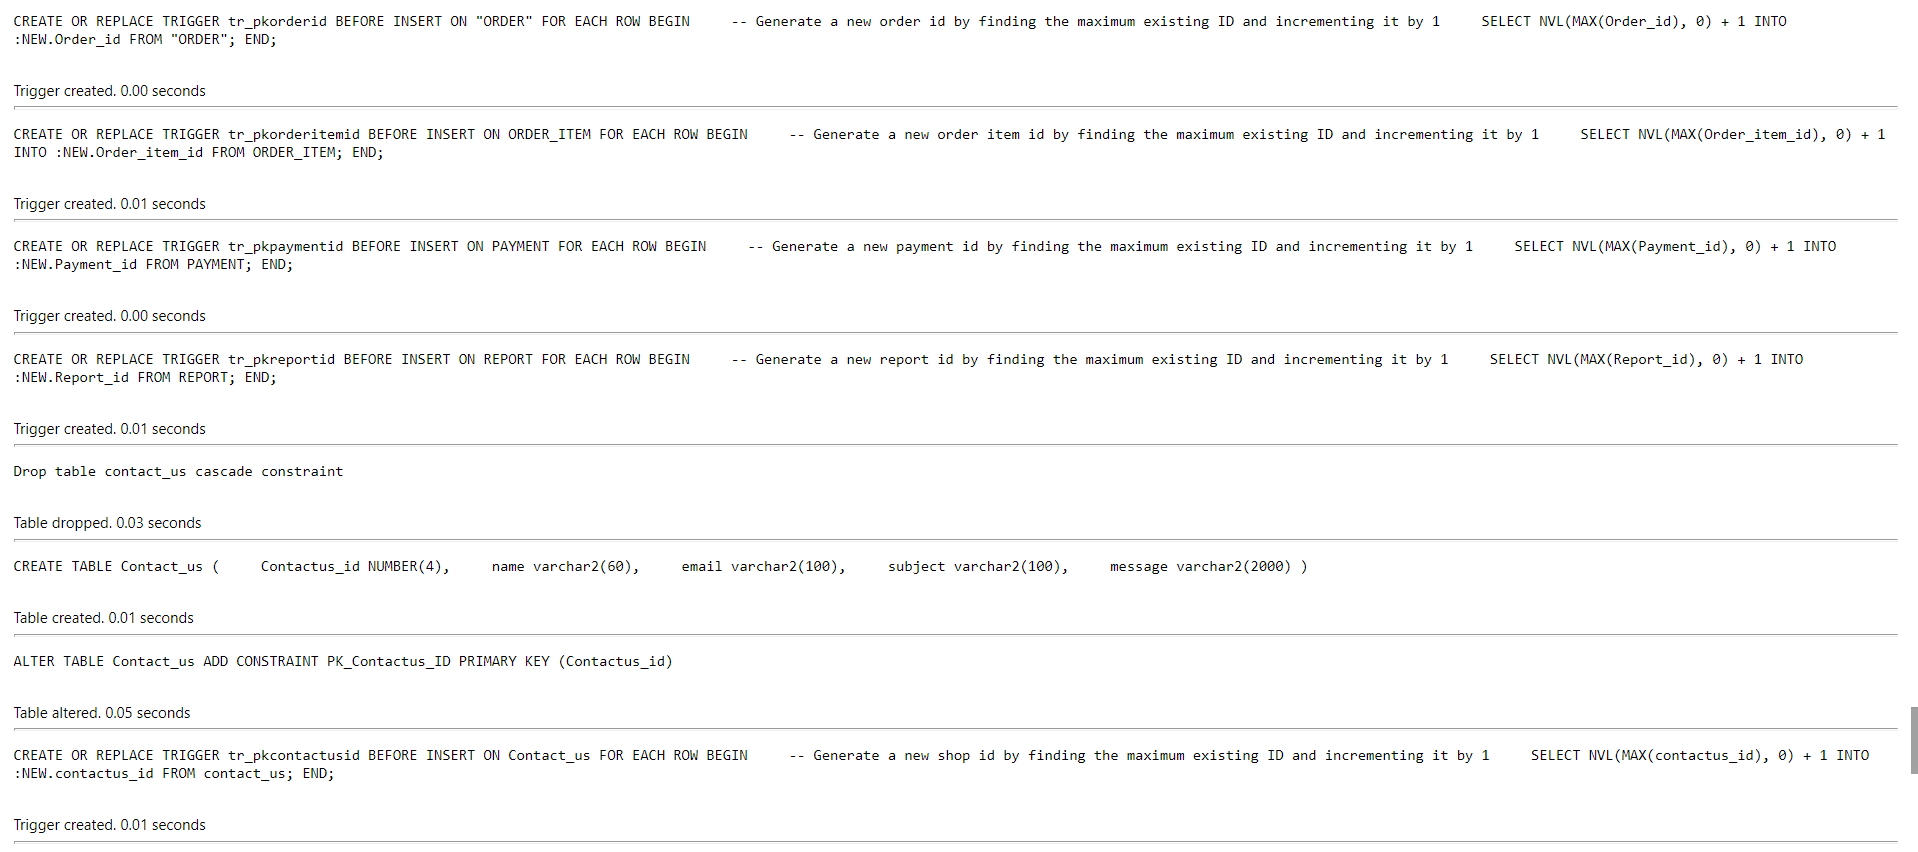 CREATE OR REPLACE TRIGGER tr_pkorderid BEFORE INSERT ON "ORDER" FOR EACH ROW BEGIN     -- Generate a new order id by finding the maximum existing ID and incrementing it by 1     SELECT NVL(MAX(Order_id), 0) + 1 INTO
:NEW.Order_id FROM "ORDER"; END;
Trigger created. 0.00 seconds
CREATE OR REPLACE TRIGGER tr_pkorderitemid BEFORE INSERT ON ORDER_ITEM FOR EACH ROW BEGIN     -- Generate a new order item id by finding the maximum existing ID and incrementing it by 1     SELECT NVL(MAX(Order_item_id), 0) + 1
INTO :NEW.Order_item_id FROM ORDER_ITEM; END;
Trigger created. 0.01 seconds
CREATE OR REPLACE TRIGGER tr_pkpaymentid BEFORE INSERT ON PAYMENT FOR EACH ROW BEGIN     -- Generate a new payment id by finding the maximum existing ID and incrementing it by 1     SELECT NVL(MAX(Payment_id), 0) + 1 INTO
:NEW.Payment_id FROM PAYMENT; END;
Trigger created. 0.00 seconds
CREATE OR REPLACE TRIGGER tr_pkreportid BEFORE INSERT ON REPORT FOR EACH ROW BEGIN     -- Generate a new report id by finding the maximum existing ID and incrementing it by 1     SELECT NVL(MAX(Report_id), 0) + 1 INTO
:NEW.Report_id FROM REPORT; END;
Trigger created. 0.01 seconds
Drop table contact_us cascade constraint
Table dropped. 0.03 seconds
CREATE TABLE Contact_us (     Contactus_id NUMBER(4),     name varchar2(60),     email varchar2(100),     subject varchar2(100),     message varchar2(2000) )
Table created. 0.01 seconds
ALTER TABLE Contact_us ADD CONSTRAINT PK_Contactus_ID PRIMARY KEY (Contactus_id)
Table altered. 0.05 seconds
CREATE OR REPLACE TRIGGER tr_pkcontactusid BEFORE INSERT ON Contact_us FOR EACH ROW BEGIN     -- Generate a new shop id by finding the maximum existing ID and incrementing it by 1     SELECT NVL(MAX(contactus_id), 0) + 1 INTO
:NEW.contactus_id FROM contact_us; END;
Trigger created. 0.01 seconds